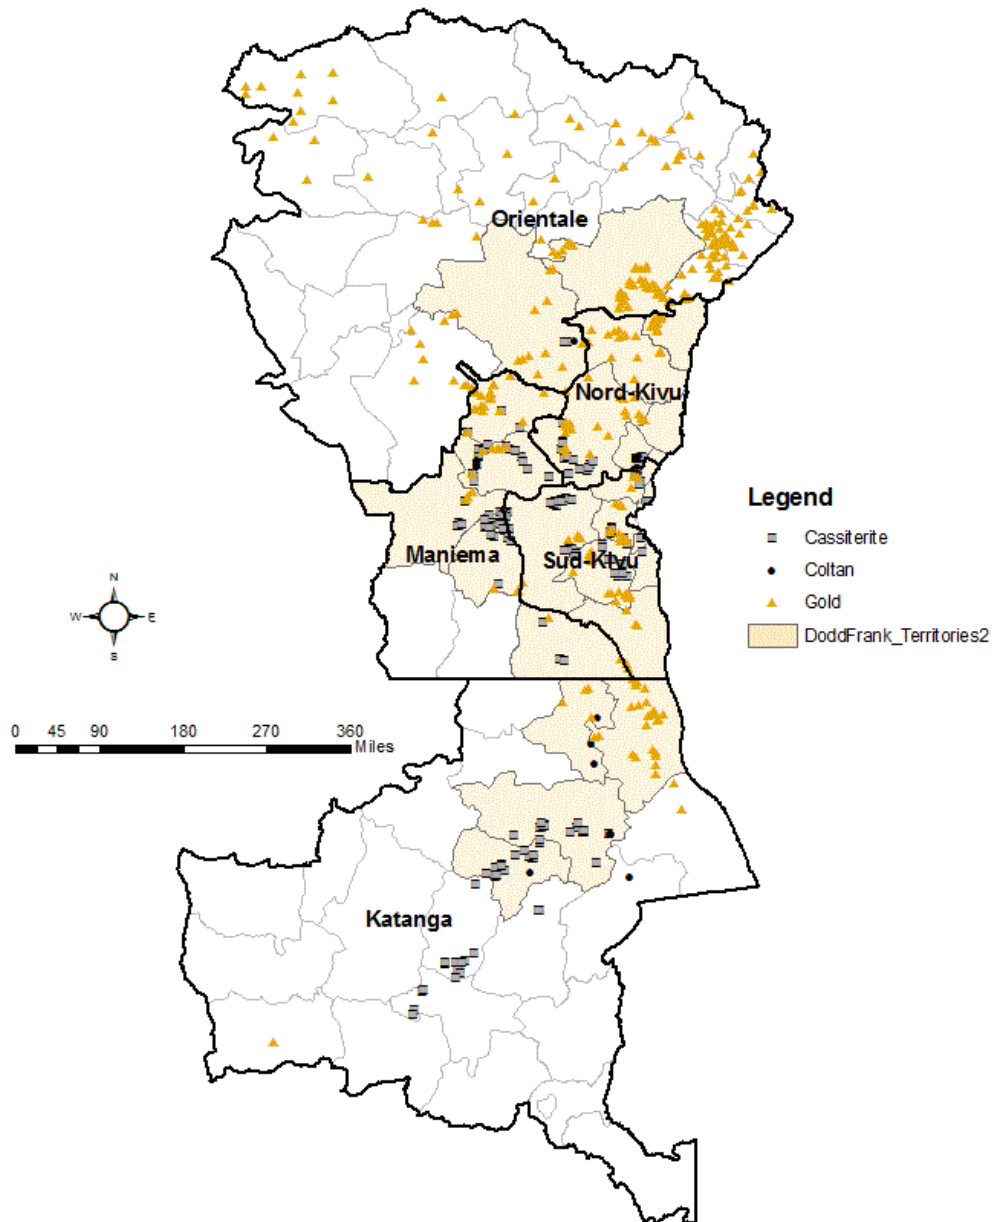 Orientale
Nord-Kivu
Legend
Cassiterite
Maniema
Sud-Kivu
Coltan
N
Gold
W E
DoddFrank_Territories2
S
0 45 90 180 270 360
Miles
Katanga